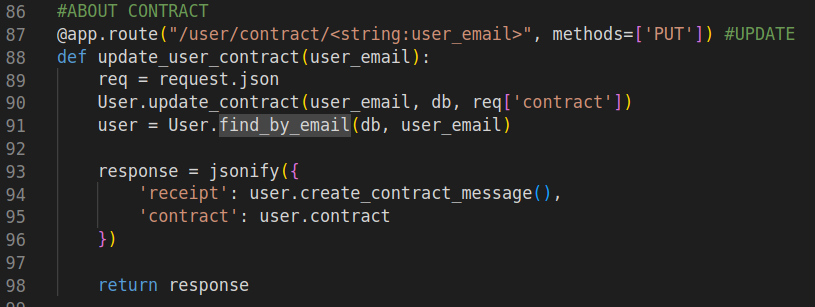 86 #ABOUT CONTRACT
87 @app.route("/user/contract/<string:user_email>", methods=['PUT']) #UPDATE
88 def update_user_contract(user_email):
89     req = request.json
90     User.update_contract(user_email, db, req['contract'])
91     user = User.find_by_email(db, user_email)
92
93     response = jsonify({
94         'receipt': user.create_contract_message(),
95         'contract': user.contract
96     })
97
98     return response